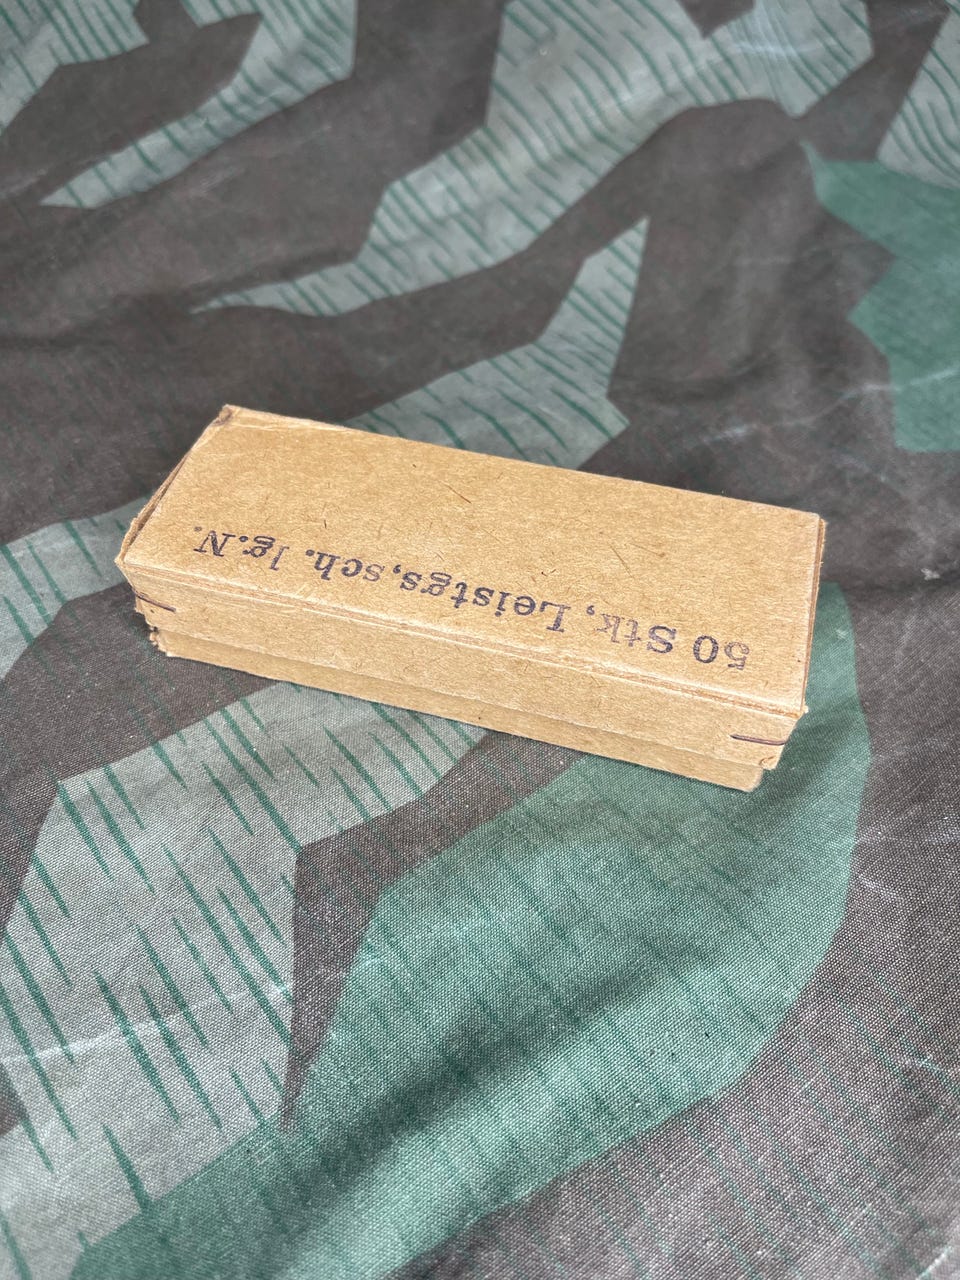 50 Stk, Leistgs,sch. lg.N.